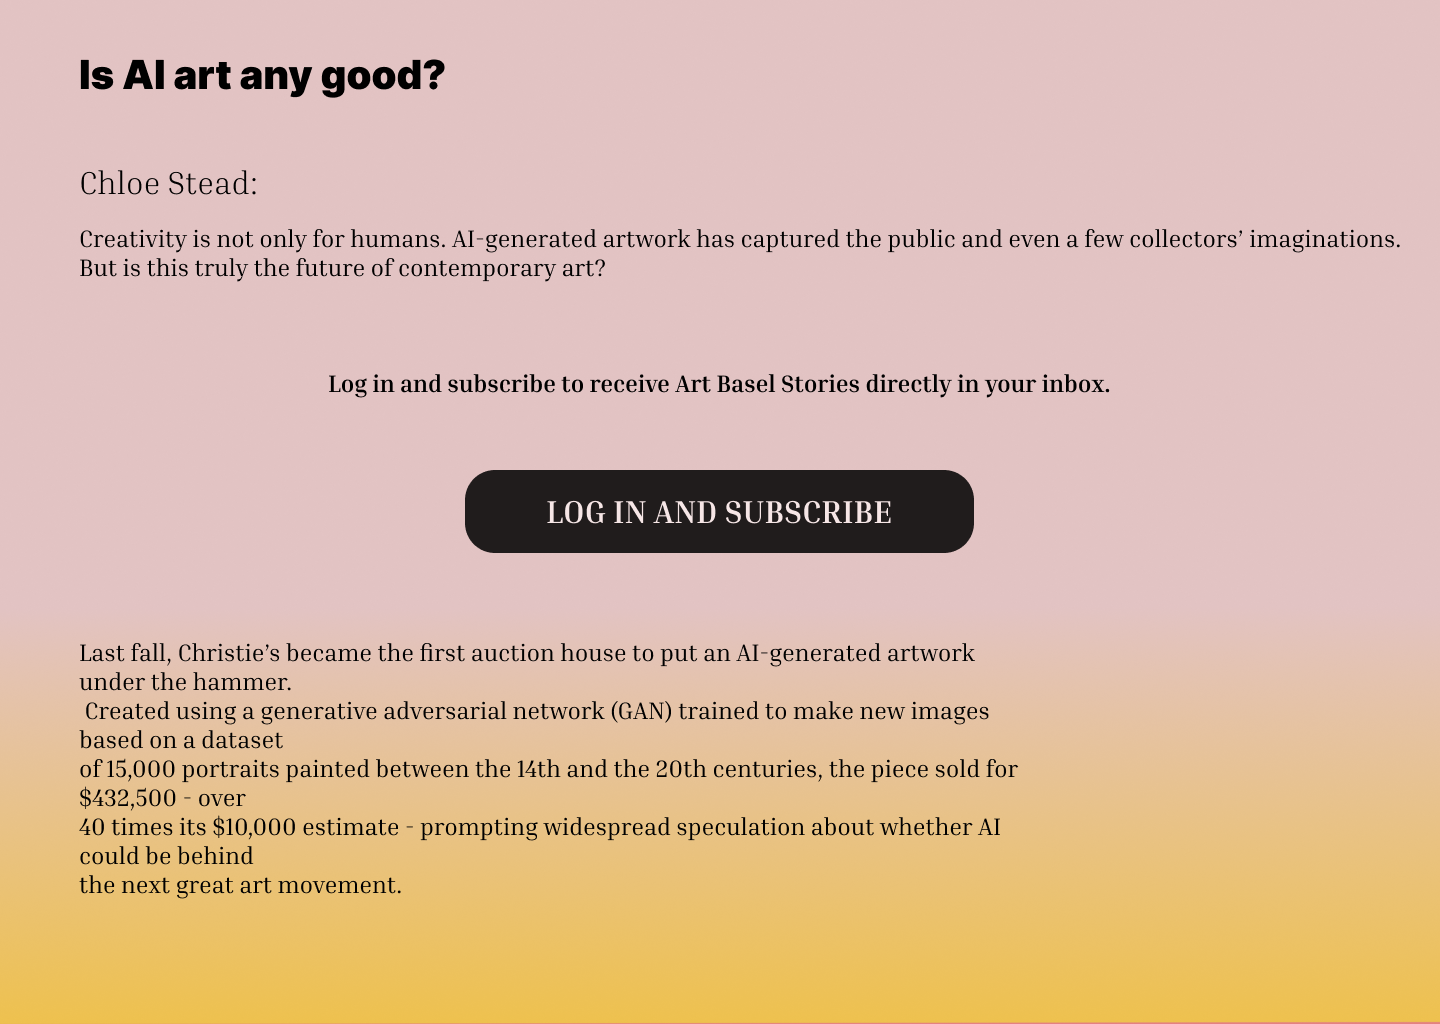 Is AI art any good?
Chloe Stead:
Creativity is not only for humans. AI-generated artwork has captured the public and even a few collectors’ imaginations.
But is this truly the future of contemporary art?
Log in and subscribe to receive Art Basel Stories directly in your inbox.
LOG IN AND SUBSCRIBE
Last fall, Christie’s became the first auction house to put an AI-generated artwork
under the hammer.
Created using a generative adversarial network (GAN) trained to make new images
based on a dataset
of 15,000 portraits painted between the 14th and the 20th centuries, the piece sold for
$432,500 - over
40 times its $10,000 estimate - prompting widespread speculation about whether AI
could be behind
the next great art movement.